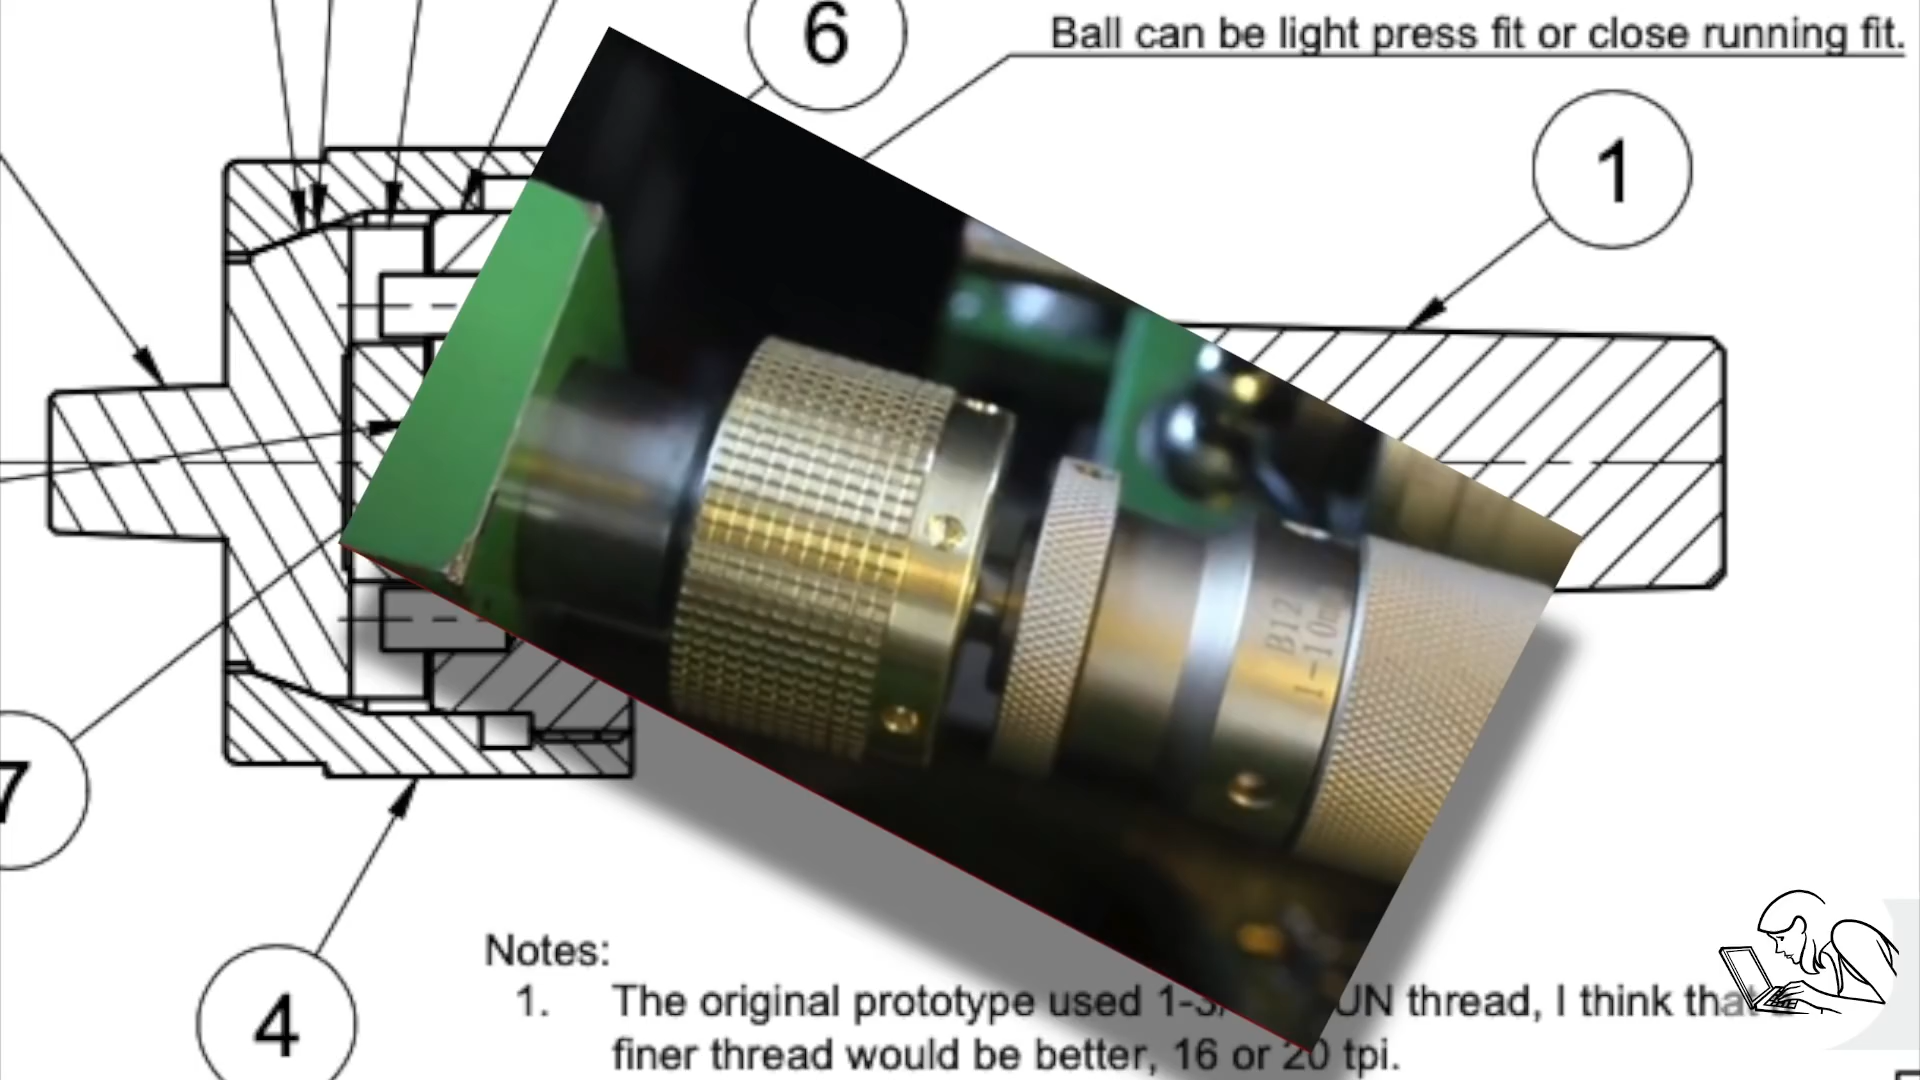 6
Ball can be light press fit or close running fit.
1
B12
7
4
Notes:
1. The original prototype used 1-3/ UN thread, I think that
finer thread would be better, 16 or 20 tpi.